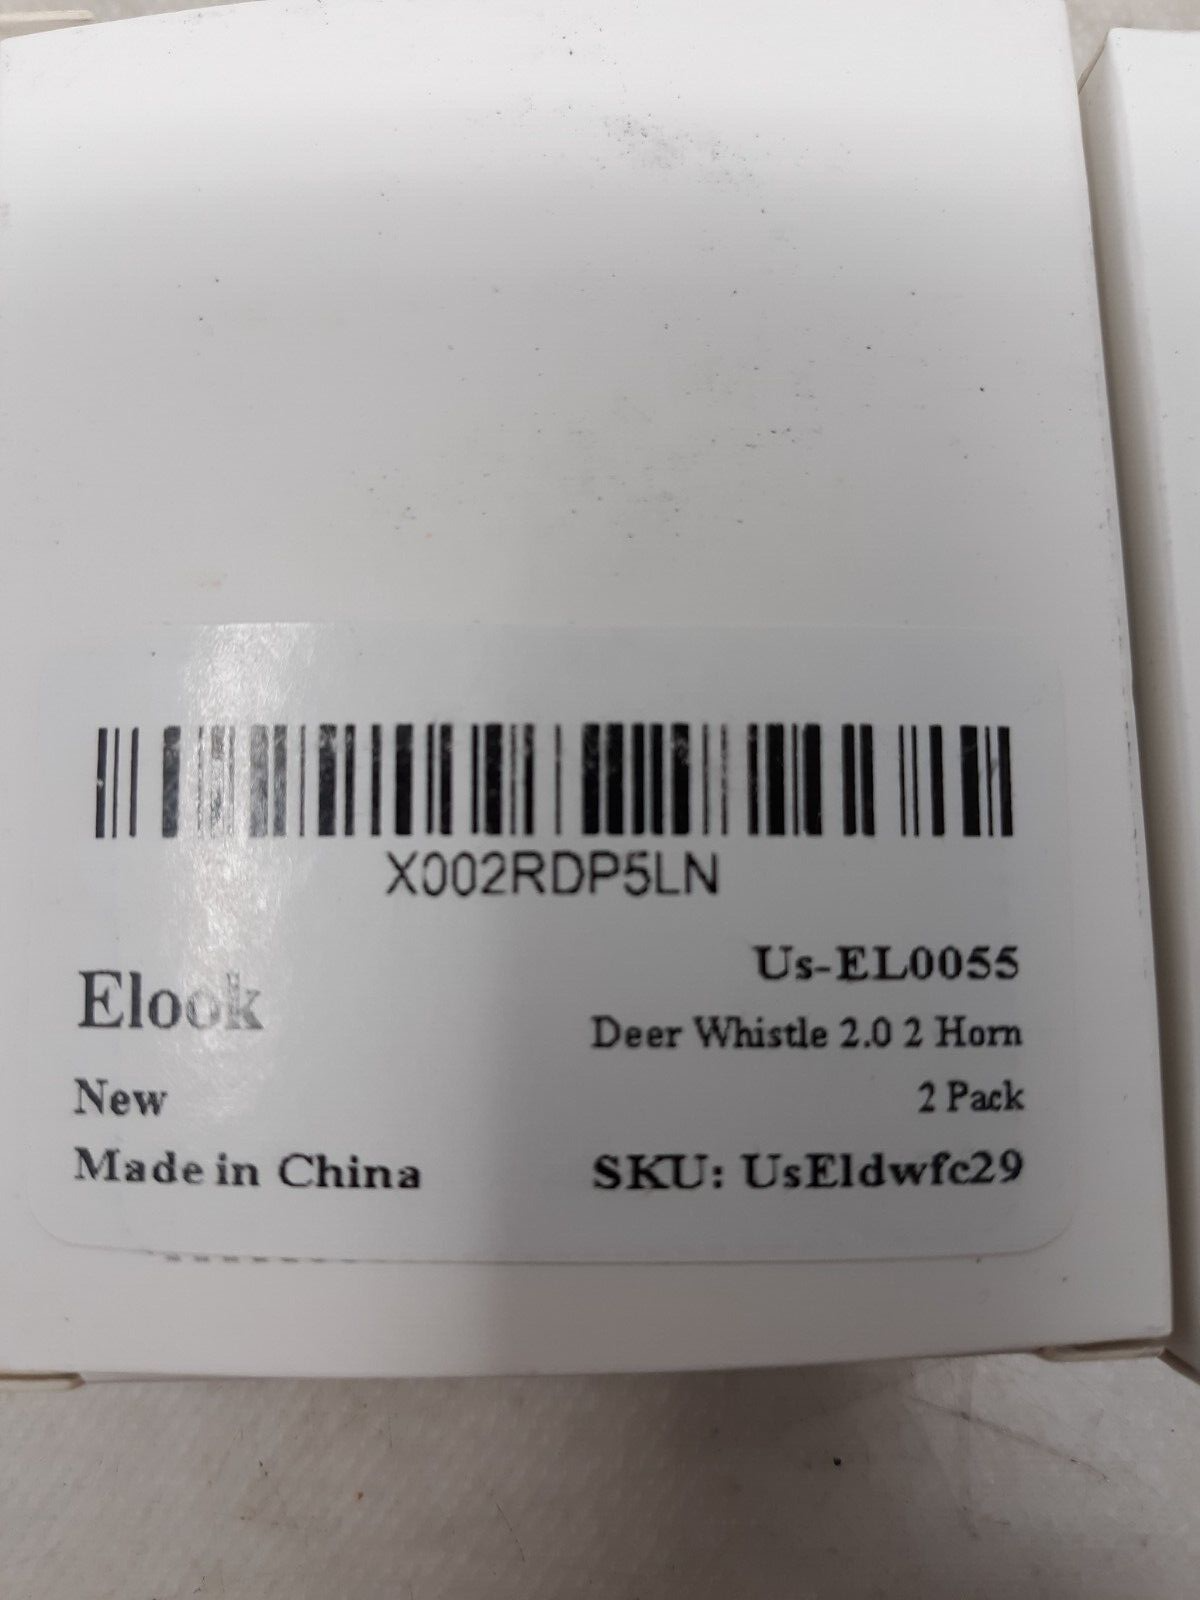 X002RDP5LN
Us-EL0055
Elook
Deer Whistle 2.0 2 Horn
New
2 Pack
Made in China
SKU: UsEldwfc29